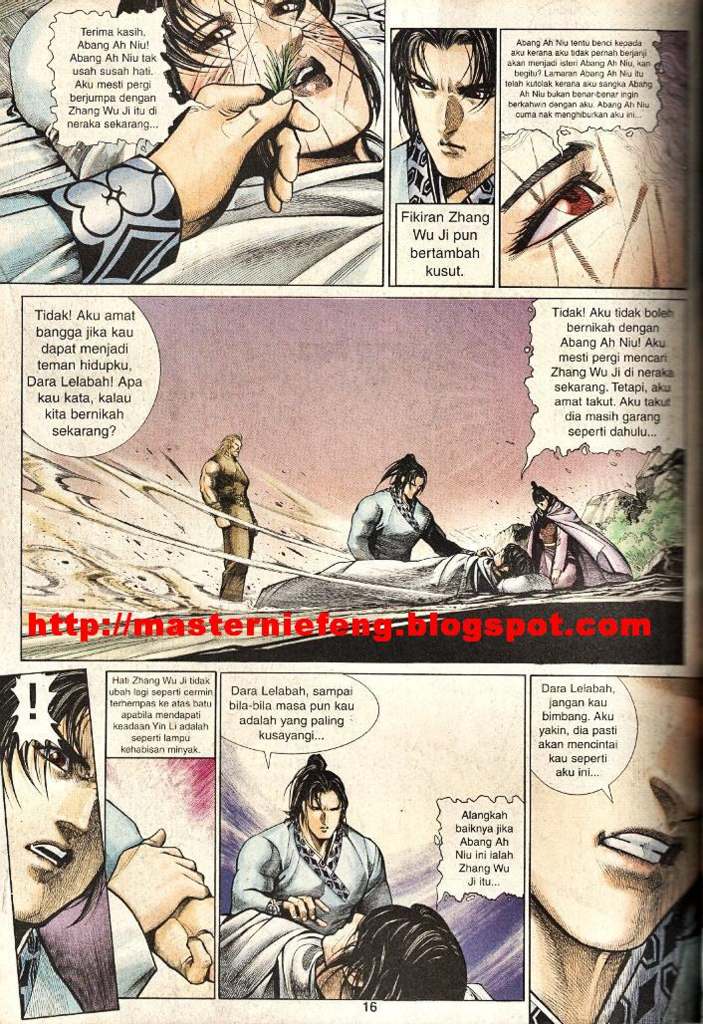 Terima kasih,
Abang Ah Niu!
Abang Ah Niu tak
usah susah hati.
Aku mesti pergi
berjumpa dengan
Zhang Wu Ji itu di
neraka sekarang...
Fikiran Zhang
Wu Ji pun
bertambah
kusut.
Abang Ah Niu tentu benci kepada
aku kerana aku tidak pernah berjanji
akan menjadi isteri Abang Ah Niu, kan
begitu? Lamaran Abang Ah Niu itu
telah kutolak kerana aku sangka Abang
Ah Niu bukan benar-benar ingin
berkahwin dengan aku. Abang Ah Niu
cuma nak menghiburkan aku ini...
Tidak! Aku amat
bangga jika kau
dapat menjadi
teman hidupku,
Dara Lelabah! Apa
kau kata, kalau
kita bernikah
sekarang?
Tidak! Aku tidak boleh
bernikah dengan
Abang Ah Niu! Aku
mesti pergi mencari
Zhang Wu Ji di neraka
sekarang. Tetapi, aku
amat takut. Aku takut
dia masih garang
seperti dahulu...
http://masterniefeng.blogspot.com
!
Hati Zhang Wu Ji tidak
ubah lagi seperti cermin
terhempas ke atas batu
apabila mendapati
keadaan Yin Li adalah
seperti lampu
kehabisan minyak.
Dara Lelabah, sampai
bila-bila masa pun kau
adalah yang paling
kusayangi...
Alangkah
baiknya jika
Abang Ah
Niu ini ialah
Zhang Wu
Ji itu...
Dara Lelabah,
jangan kau
bimbang. Aku
yakin, dia pasti
akan mencintai
kau seperti
aku ini...
16